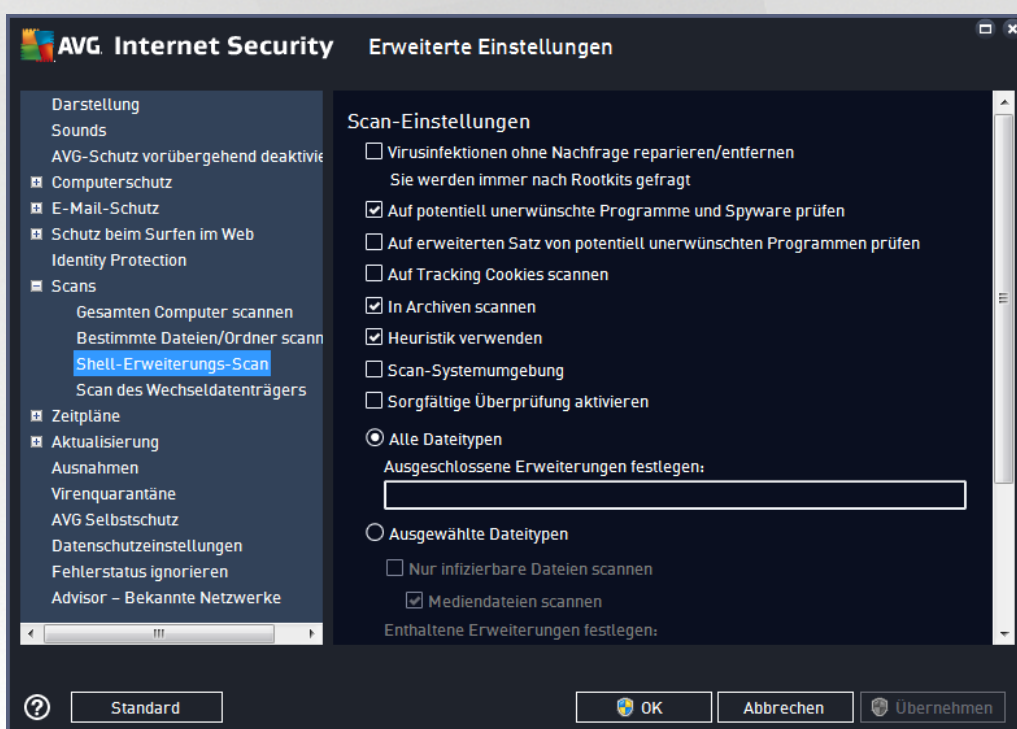 AVG Internet Security Erweiterte Einstellungen
Darstellung
Sounds
AVG-Schutz vorübergehend deaktivie
Computerschutz
E-Mail-Schutz
Schutz beim Surfen im Web
Identity Protection
Scans
Gesamten Computer scannen
Bestimmte Dateien/Ordner scann
Shell-Erweiterungs-Scan
Scan des Wechseldatenträgers
Zeitpläne
Aktualisierung
Ausnahmen
Virenquarantäne
AVG Selbstschutz
Datenschutzeinstellungen
Fehlerstatus ignorieren
Advisor – Bekannte Netzwerke
Scan-Einstellungen
Virusinfektionen ohne Nachfrage reparieren/entfernen
Sie werden immer nach Rootkits gefragt
Auf potentiell unerwünschte Programme und Spyware prüfen
Auf erweiterten Satz von potentiell unerwünschten Programmen prüfen
Auf Tracking Cookies scannen
In Archiven scannen
Heuristik verwenden
Scan-Systemumgebung
Sorgfältige Überprüfung aktivieren
Alle Dateitypen
Ausgeschlossene Erweiterungen festlegen:
Ausgewählte Dateitypen
Nur infizierbare Dateien scannen
Mediendateien scannen
Enthaltene Erweiterungen festlegen:
Standard
OK
Abbrechen
Übernehmen